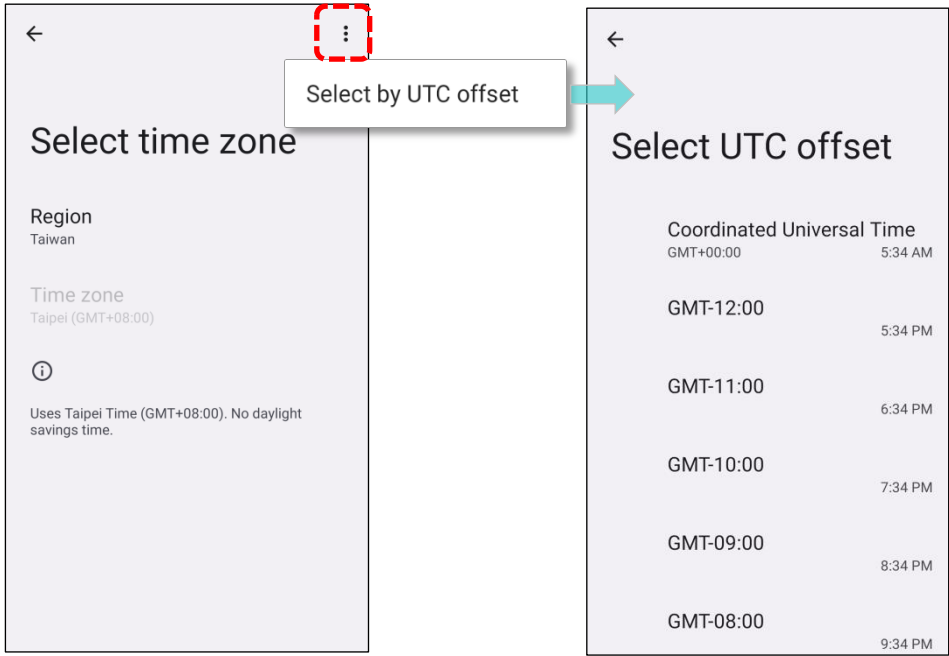 Select time zone
Region
Taiwan
Time zone
Taipei (GMT+08:00)
Uses Taipei Time (GMT+08:00). No daylight
savings time.
Select by UTC offset
Select UTC offset
Coordinated Universal Time
GMT+00:00 5:34 AM
GMT-12:00
5:34 PM
GMT-11:00
6:34 PM
GMT-10:00
7:34 PM
GMT-09:00
8:34 PM
GMT-08:00
9:34 PM